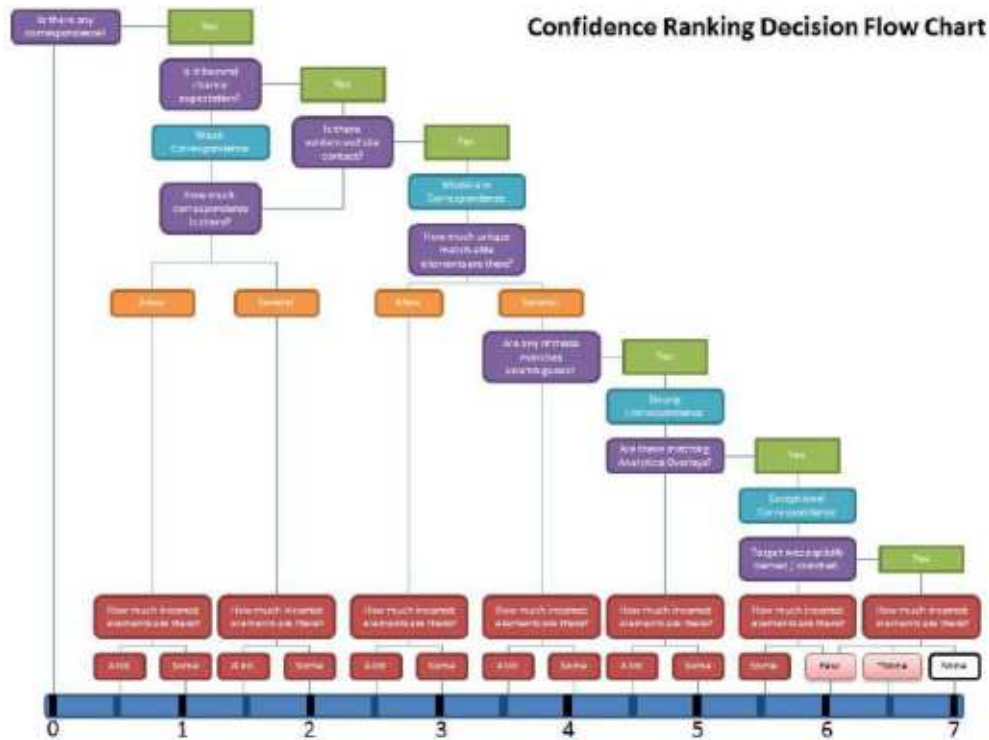 Confidence Ranking Decision Flow Chart
Is there any
correspondence?
Yes
Is it beyond
chance
expectation?
Yes
Weak
Correspondence
Is there
evidence of site
contact?
Yes
How much
correspondence
is there?
Moderate
Correspondence
How much unique
matchable
elements are there?
Several
Several
Are any of these
matches
unambiguous?
Yes
Strong
Correspondence
Are there matching
Analytical Overlays?
Yes
Exceptional
Correspondence
Target was explicitly
named / sketched
Yes
How much incorrect
elements are there?
How much incorrect
elements are there?
How much incorrect
elements are there?
How much incorrect
elements are there?
How much incorrect
elements are there?
How much incorrect
elements are there?
How much incorrect
elements are there?
A lot
Some
A lot
Some
A lot
Some
A lot
Some
A lot
Some
Some
Few
None
0
1
2
3
4
5
6
7